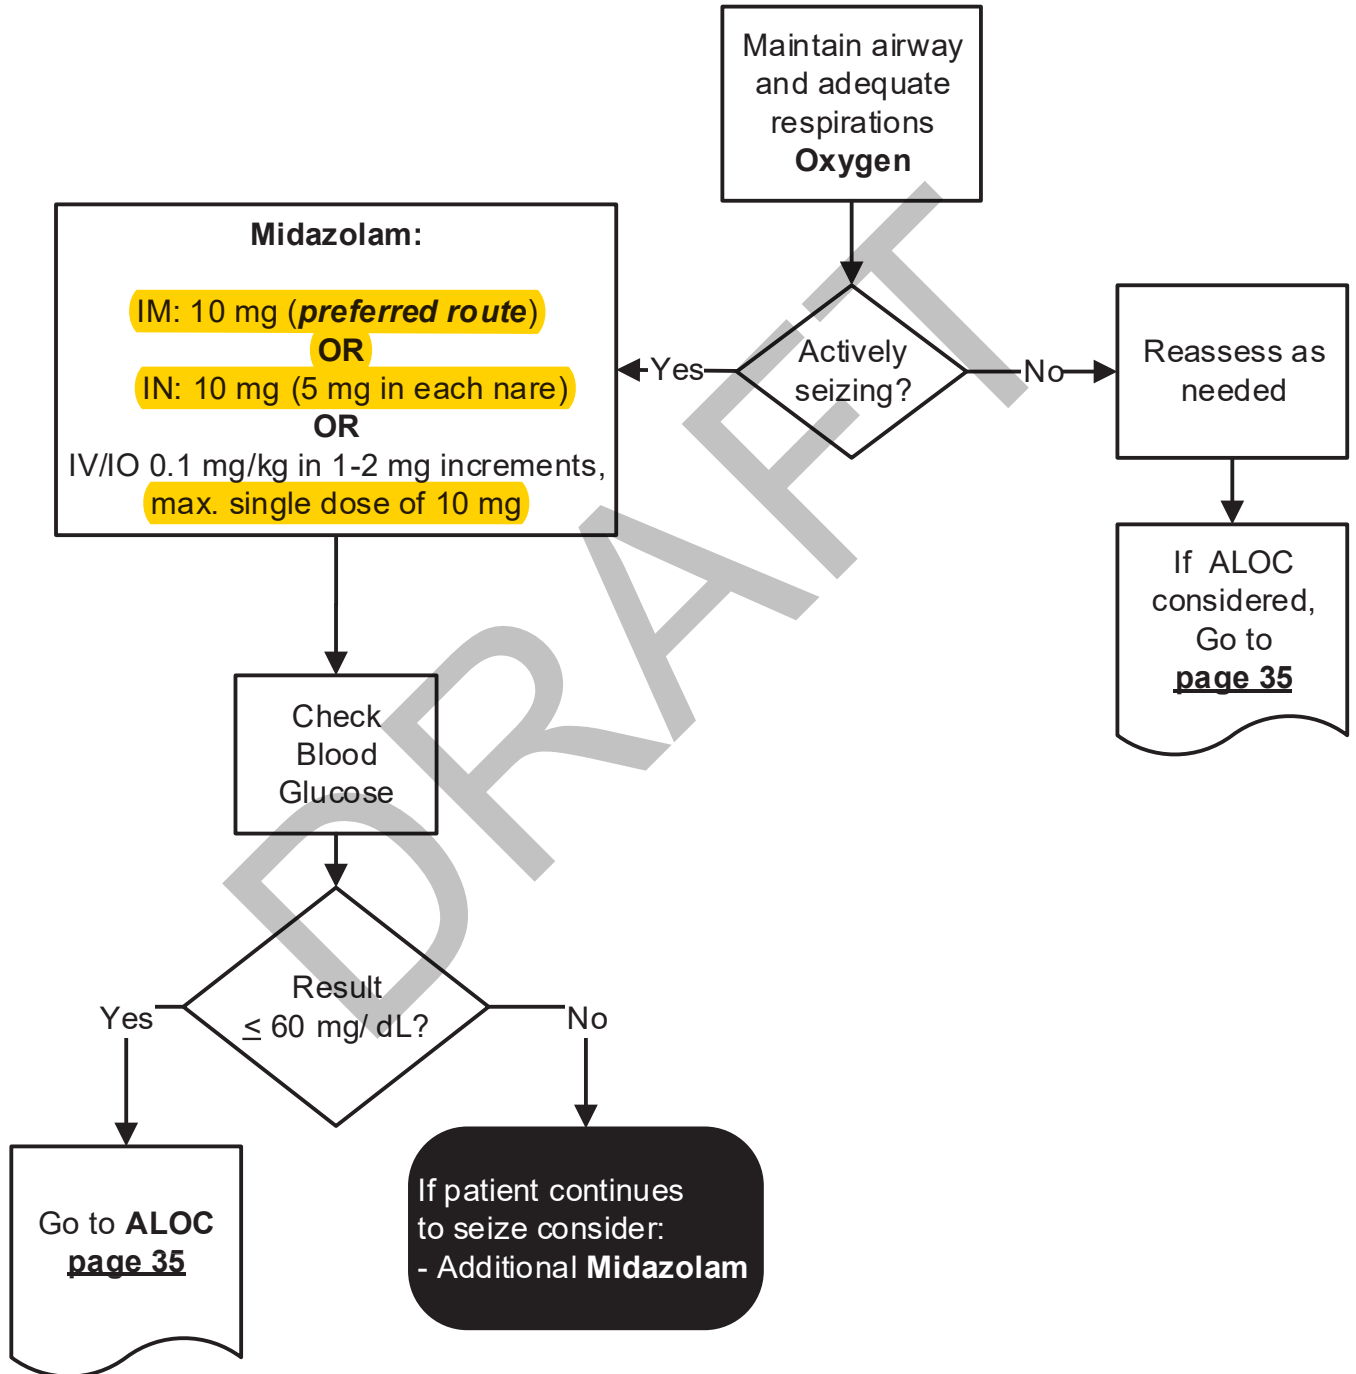 Maintain airway
and adequate
respirations
Oxygen
Midazolam:
IM: 10 mg (preferred route)
OR
IN: 10 mg (5 mg in each nare)
OR
IV/IO 0.1 mg/kg in 1-2 mg increments,
max. single dose of 10 mg
Yes
Actively
seizing?
No
Reassess as
needed
If ALOC
considered,
Go to
page 35
Check
Blood
Glucose
Result
≤ 60 mg/ dL?
Yes
No
Go to ALOC
page 35
If patient continues
to seize consider:
- Additional Midazolam
DRAFT